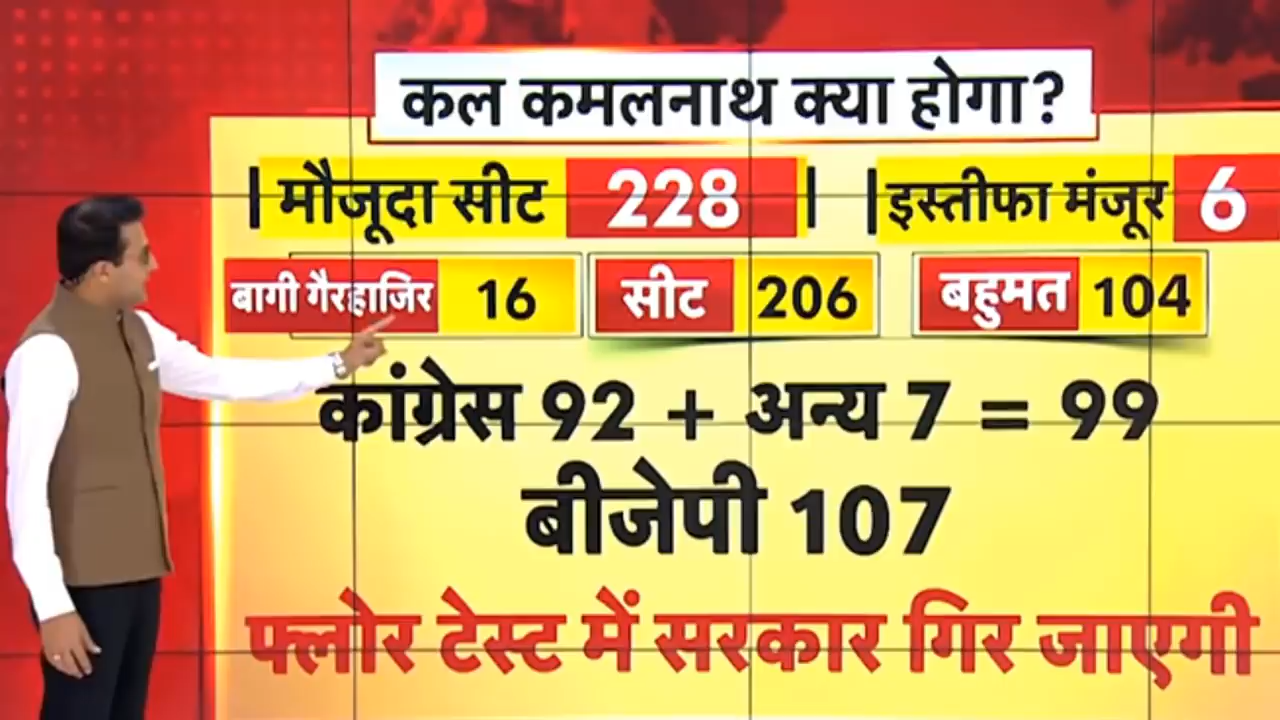 कल कमलनाथ क्या होगा?
| मौजूदा सीट 228 | | इस्तीफा मंजूर 6
बागी गैरहाजिर 16 सीट 206 बहुमत 104
कांग्रेस 92 + अन्य 7 = 99
बीजेपी 107
फ्लोर टेस्ट में सरकार गिर जाएगी